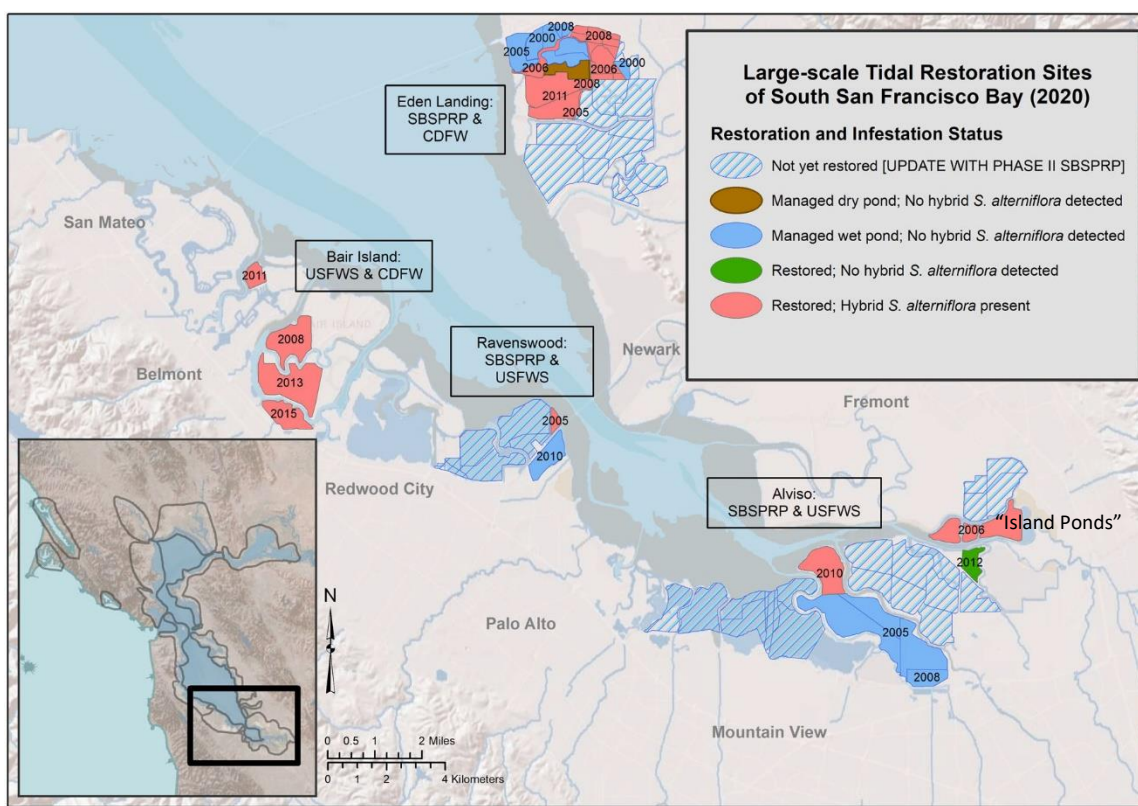 Large-scale Tidal Restoration Sites
of South San Francisco Bay (2020)
Restoration and Infestation Status
Not yet restored [UPDATE WITH PHASE II SBSPRP]
Managed dry pond; No hybrid S. alterniflora detected
Managed wet pond; No hybrid S. alterniflora detected
Restored; No hybrid S. alterniflora detected
Restored; Hybrid S. alterniflora present
2008
2000
2008
2005
2006
2006
2000
2008
2011
2005
Eden Landing:
SBSPRP &
CDFW
San Mateo
Bair Island:
USFWS & CDFW
2011
2008
BAIR ISLAND
2013
Belmont
2015
Ravenswood:
SBSPRP &
USFWS
Newark
Fremont
2005
2010
Redwood City
Alviso:
SBSPRP & USFWS
2006
"Island Ponds"
2012
2010
2005
2008
Palo Alto
Mountain View
N
0 0.5 1 2 Miles
0 1 2 4 Kilometers